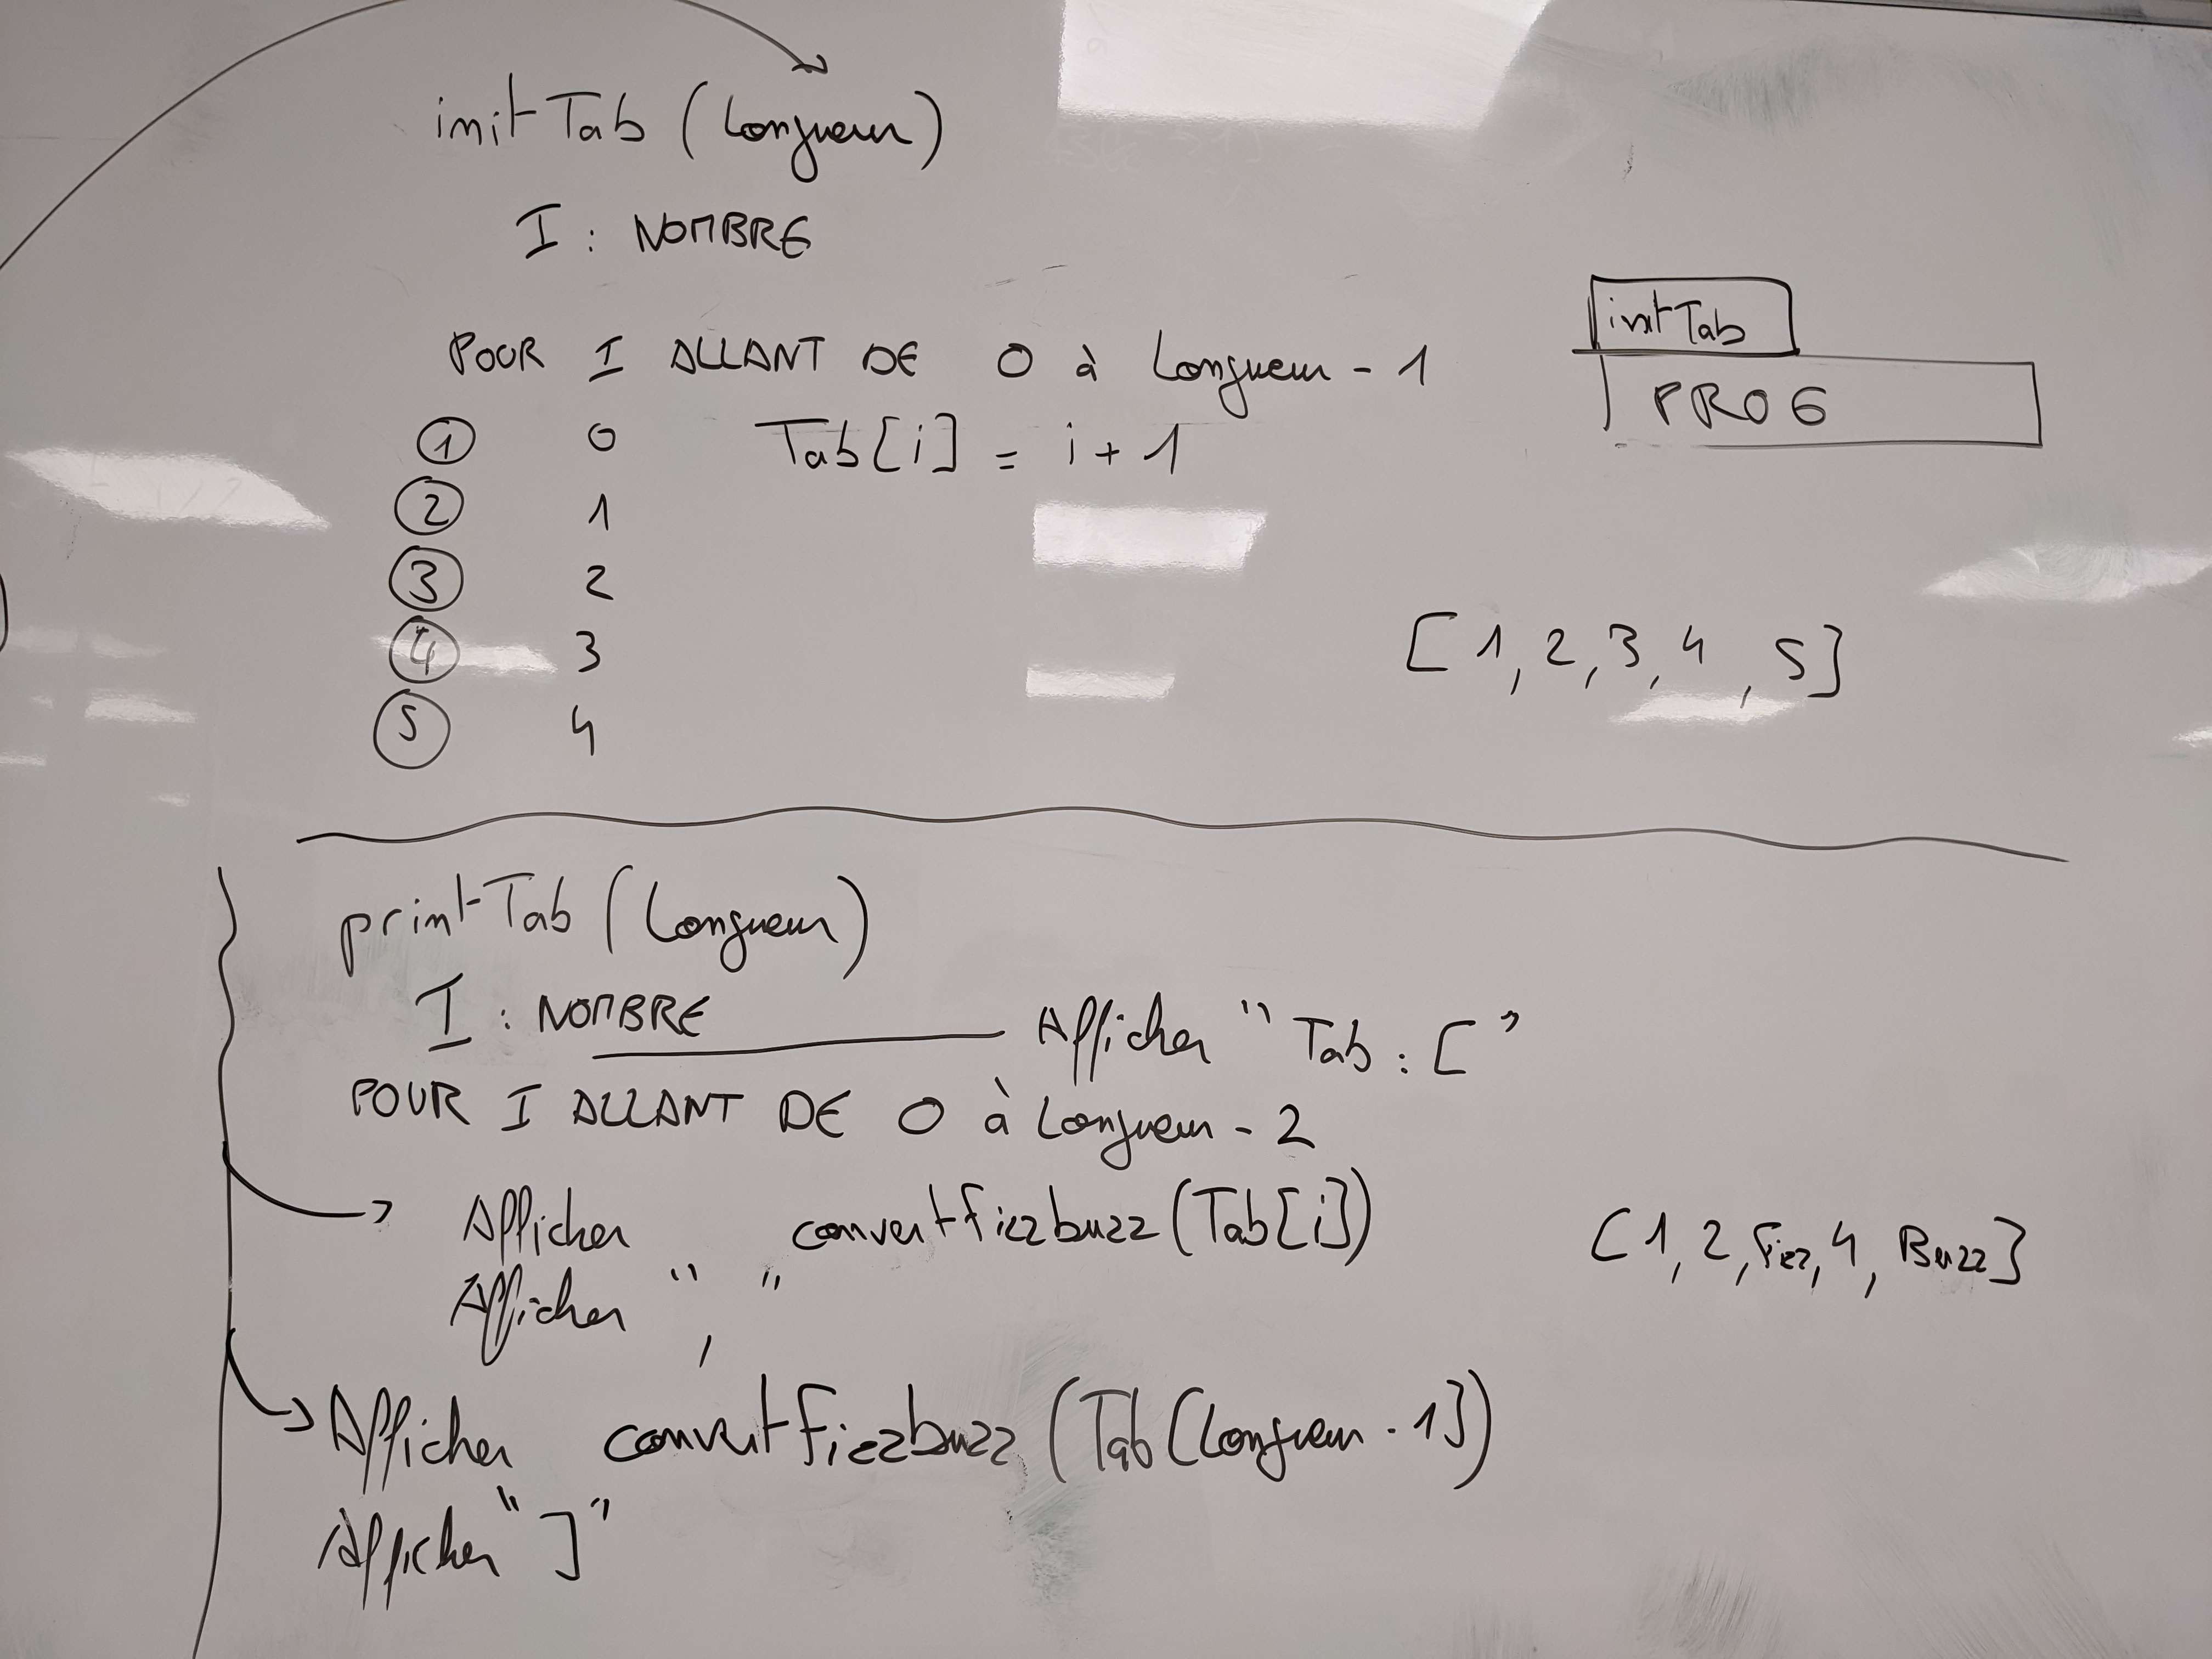 initTab (Longueur)
I : NOMBRE
POUR I ALLANT DE 0 à Longueur - 1
1 0 Tab[i] = i + 1
2 1
3 2
4 3
5 4
initTab
PROG
[1, 2, 3, 4, 5]
printTab (Longueur)
I : NOMBRE
Afficher "Tab : ["
POUR I ALLANT DE 0 à Longueur - 2
Afficher convertfizzbuzz (Tab[i])
Afficher " , "
[1, 2, Fizz, 4, Buzz]
Afficher convertfizzbuzz (Tab[Longueur - 1])
Afficher "]"